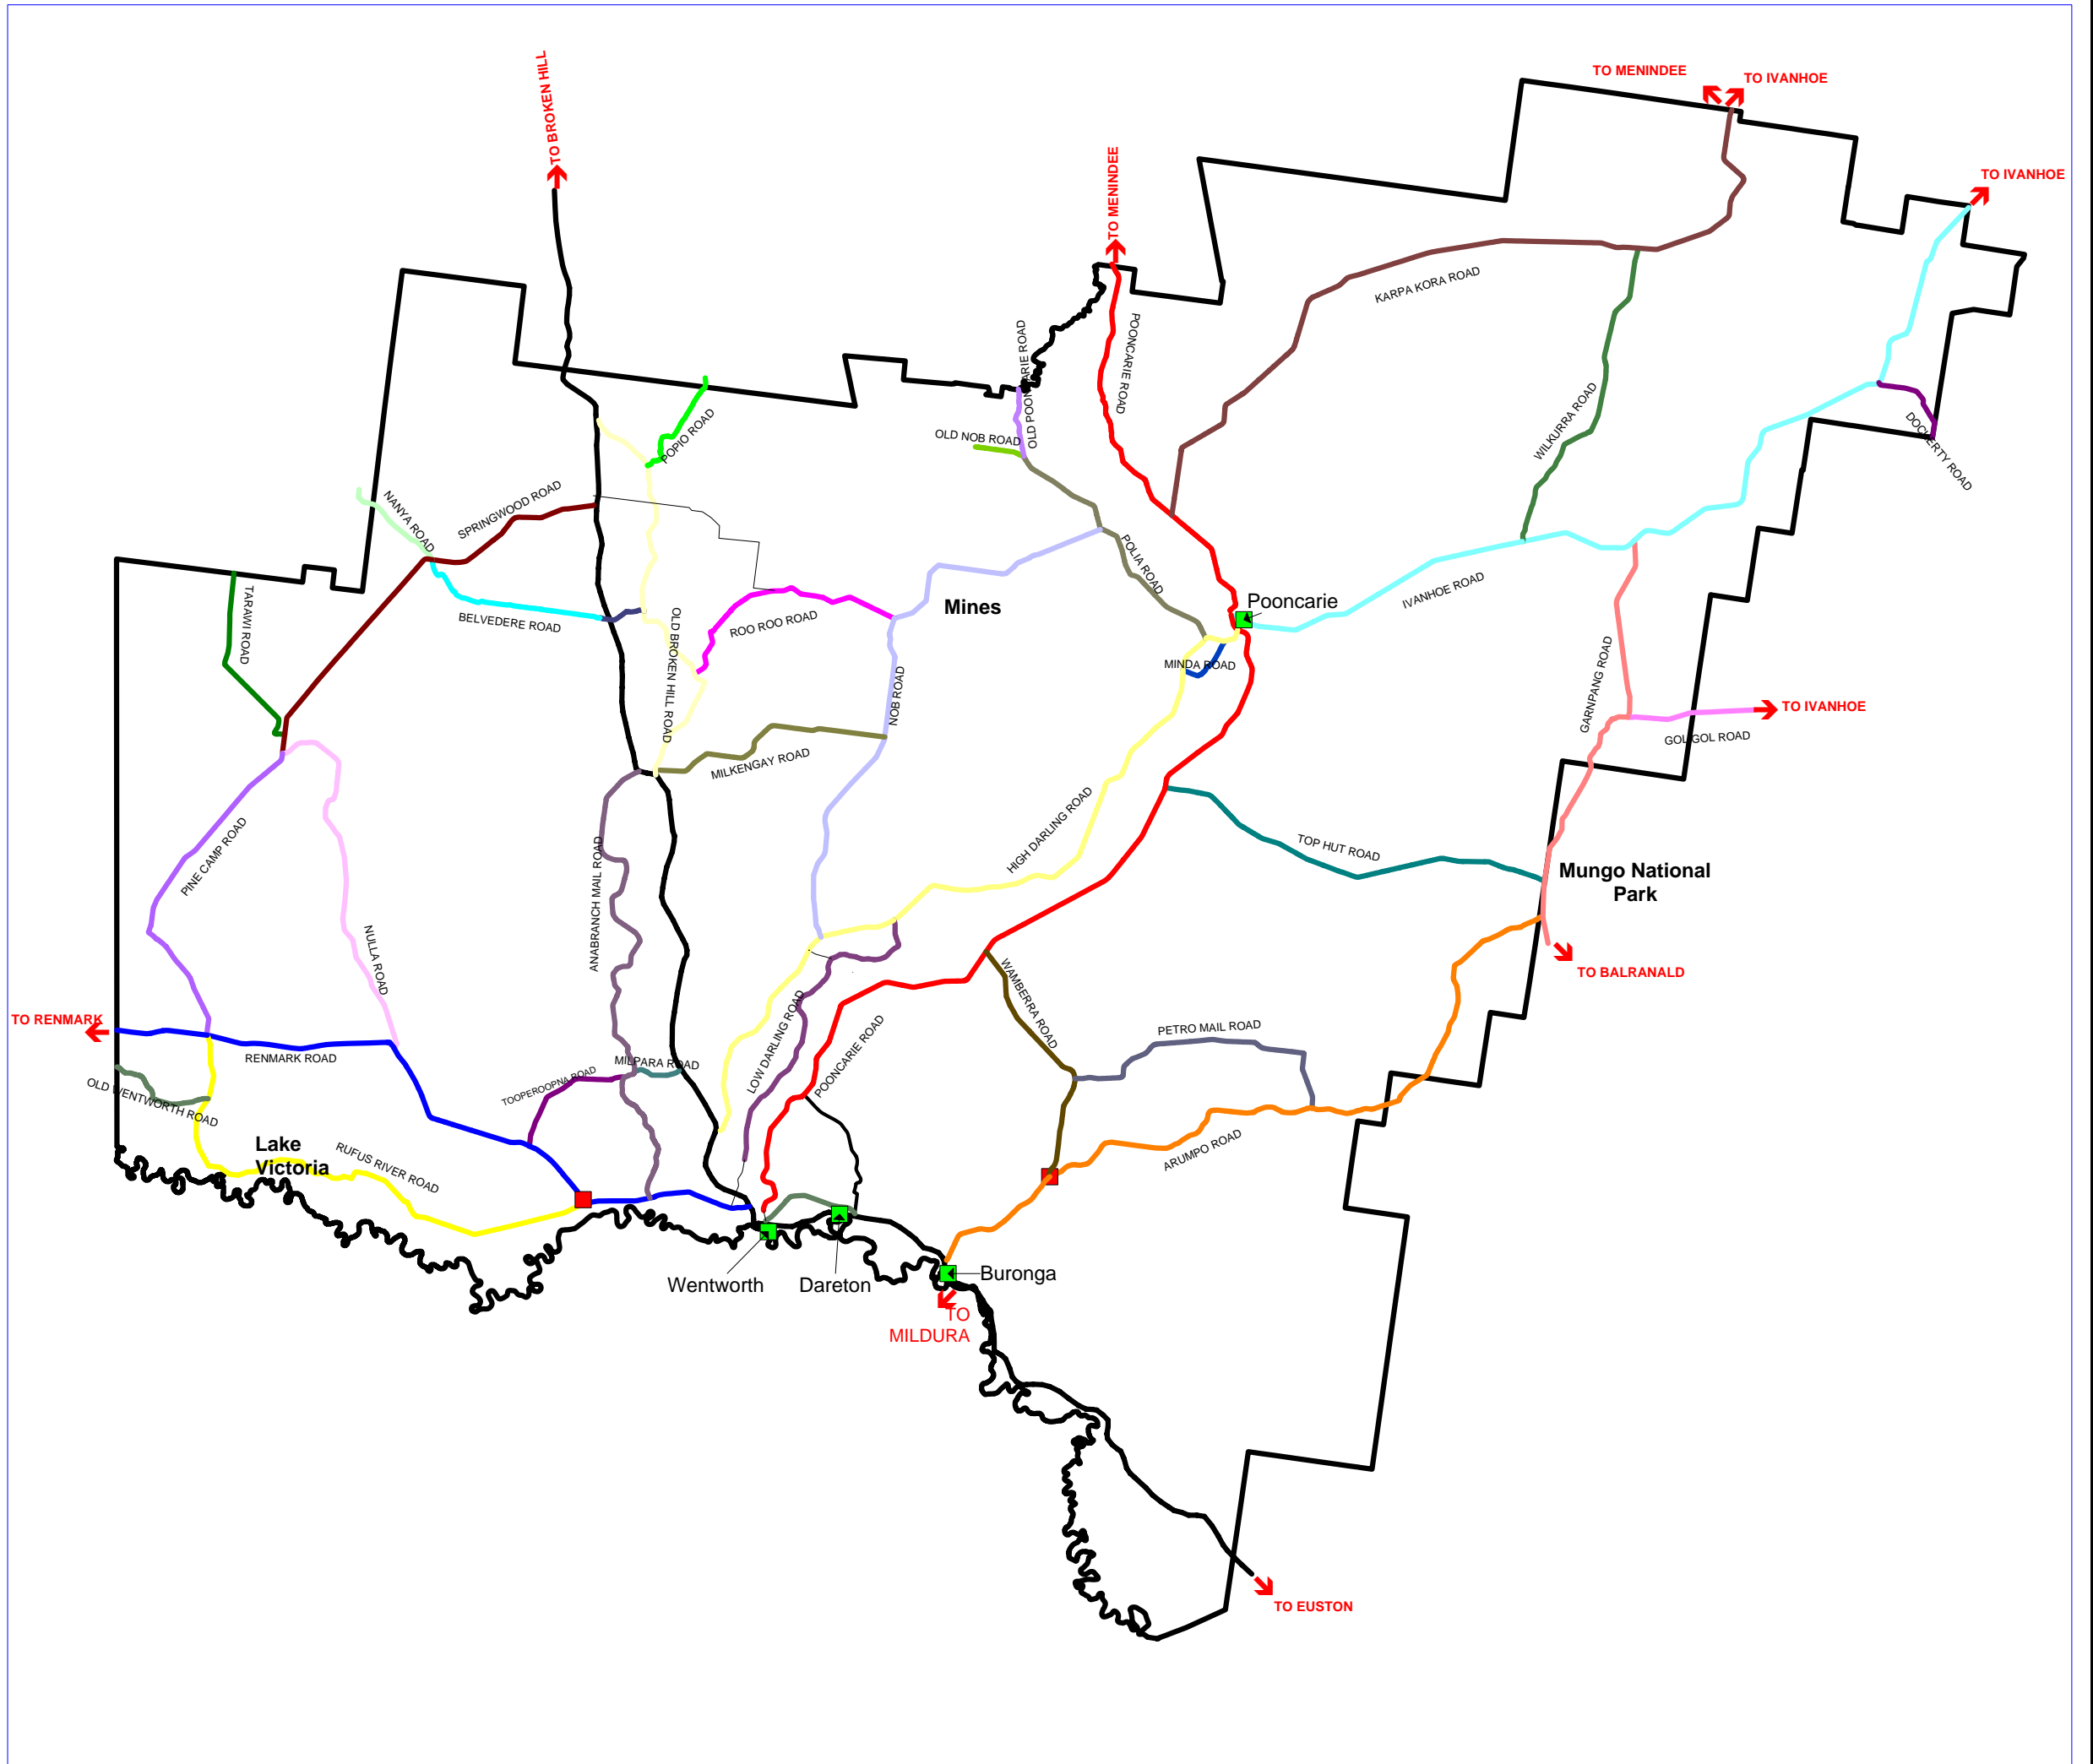 TO BROKEN HILL
TO MENINDEE
TO IVANHOE
TO MENINDEE
TO IVANHOE
KARPA KORA ROAD
POONCARIE ROAD
OLD POONCARIE ROAD
WILKURRA ROAD
DOCHERTY ROAD
POPIO ROAD
OLD NOB ROAD
NANYA ROAD
SPRINGWOOD ROAD
POLIA ROAD
TARAWI ROAD
BELVEDERE ROAD
OLD BROKEN HILL ROAD
ROO ROO ROAD
Mines
Pooncarie
IVANHOE ROAD
MINDA ROAD
NOB ROAD
GARNPANG ROAD
TO IVANHOE
GOL GOL ROAD
MILKENGAY ROAD
PINE CAMP ROAD
ANABRANCH MAIL ROAD
HIGH DARLING ROAD
TOP HUT ROAD
Mungo National
Park
NULLA ROAD
TO BALRANALD
WAMBERRA ROAD
LOW DARLING ROAD
POONCARIE ROAD
PETRO MAIL ROAD
TO RENMARK
RENMARK ROAD
MILPARA ROAD
TOOPEROOPNA ROAD
OLD WENTWORTH ROAD
Lake
Victoria
RUFUS RIVER ROAD
ARUMPO ROAD
Wentworth
Dareton
Buronga
TO
MILDURA
TO EUSTON